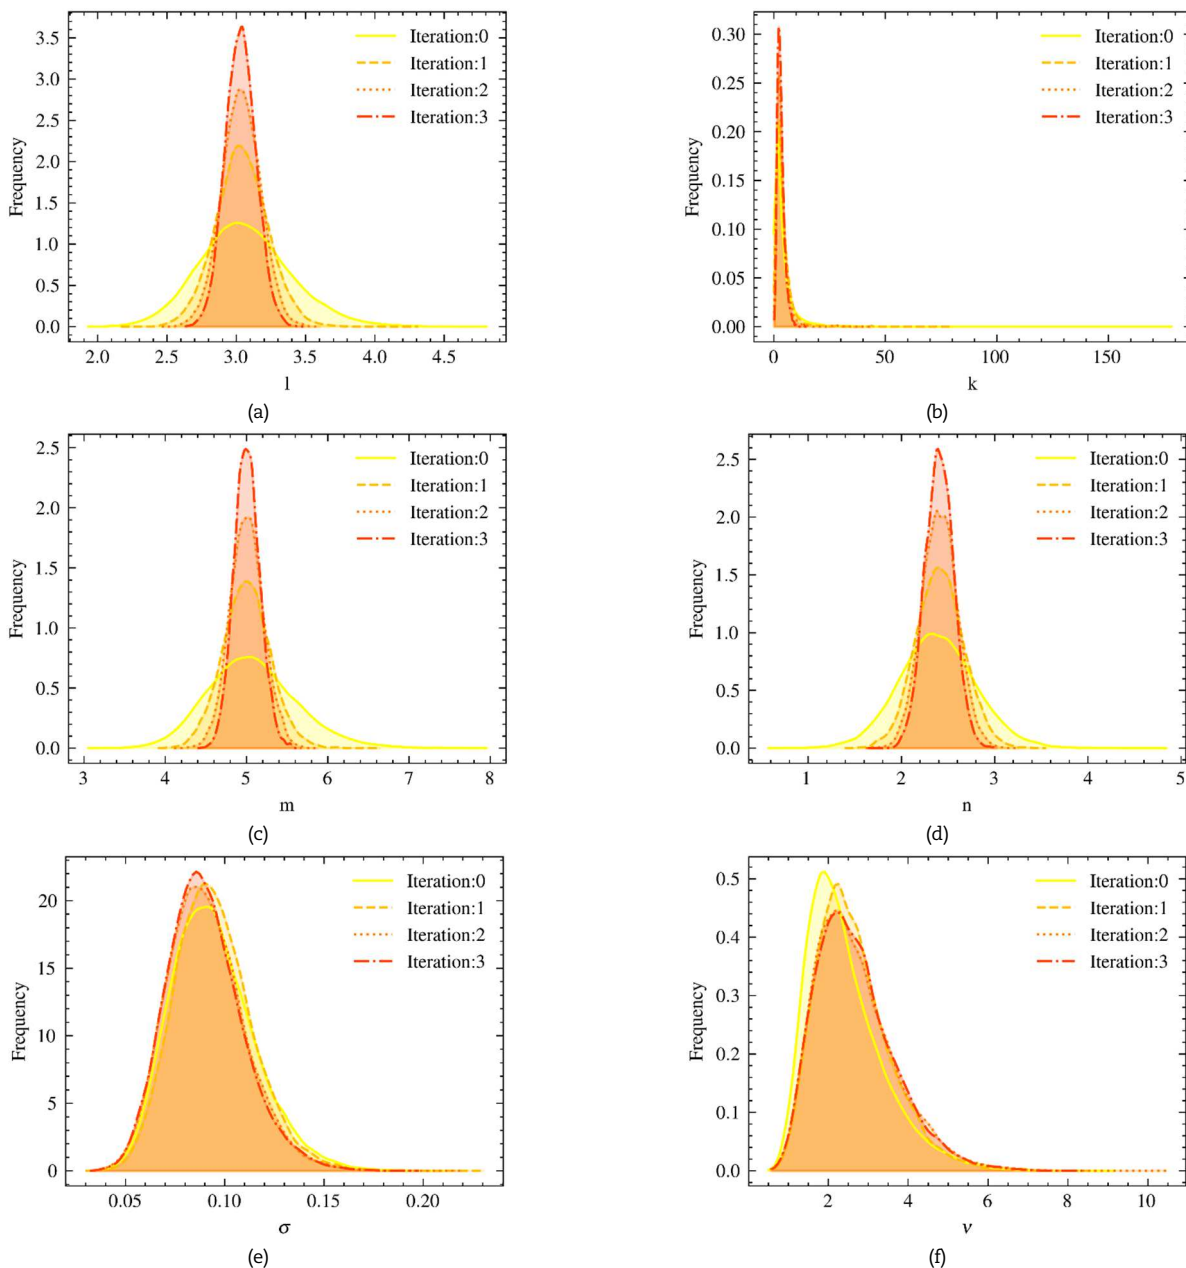 Iteration:0
Iteration:1
Iteration:2
Iteration:3
Frequency
3.5
3.0
2.5
2.0
1.5
1.0
0.5
0.0
2.0 2.5 3.0 3.5 4.0 4.5
l
(a)
Iteration:0
Iteration:1
Iteration:2
Iteration:3
Frequency
0.30
0.25
0.20
0.15
0.10
0.05
0.00
0 50 100 150
k
(b)
Iteration:0
Iteration:1
Iteration:2
Iteration:3
Frequency
2.5
2.0
1.5
1.0
0.5
0.0
3 4 5 6 7 8
m
(c)
Iteration:0
Iteration:1
Iteration:2
Iteration:3
Frequency
2.5
2.0
1.5
1.0
0.5
0.0
1 2 3 4 5
n
(d)
Iteration:0
Iteration:1
Iteration:2
Iteration:3
Frequency
20
15
10
5
0
0.05 0.10 0.15 0.20
σ
(e)
Iteration:0
Iteration:1
Iteration:2
Iteration:3
Frequency
0.5
0.4
0.3
0.2
0.1
0.0
2 4 6 8 10
ν
(f)